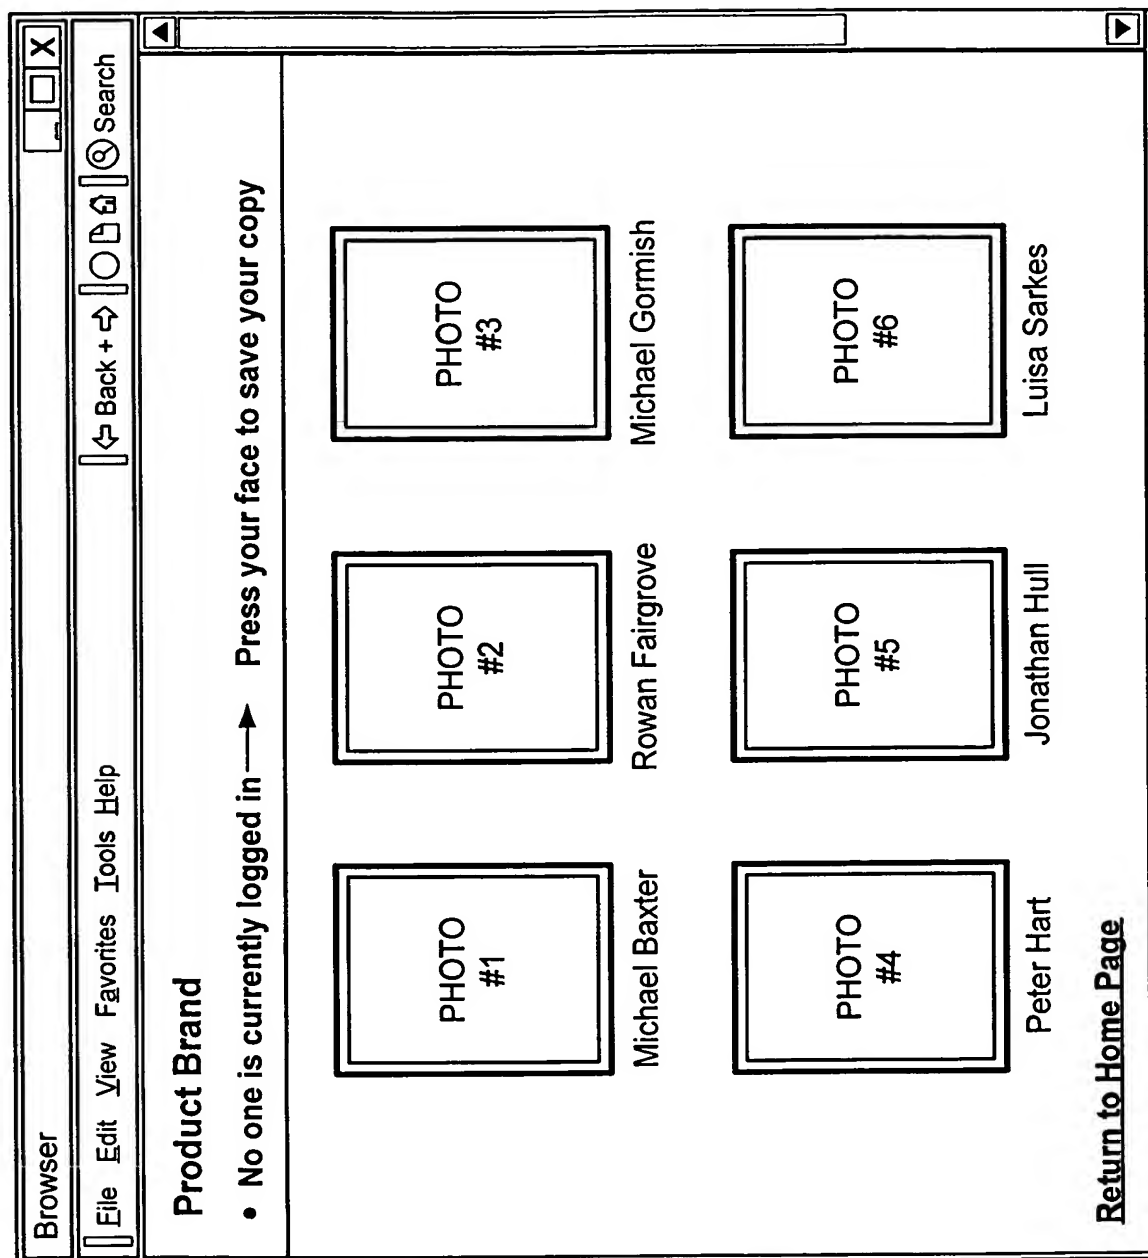 Browser
_ □ X
File Edit View Favorites Tools Help
Back + Search
Product Brand
• No one is currently logged in Press your face to save your copy
PHOTO #1
PHOTO #2
PHOTO #3
Michael Baxter
Rowan Fairgrove
Michael Gormish
PHOTO #4
PHOTO #5
PHOTO #6
Peter Hart
Jonathan Hull
Luisa Sarkes
Return to Home Page